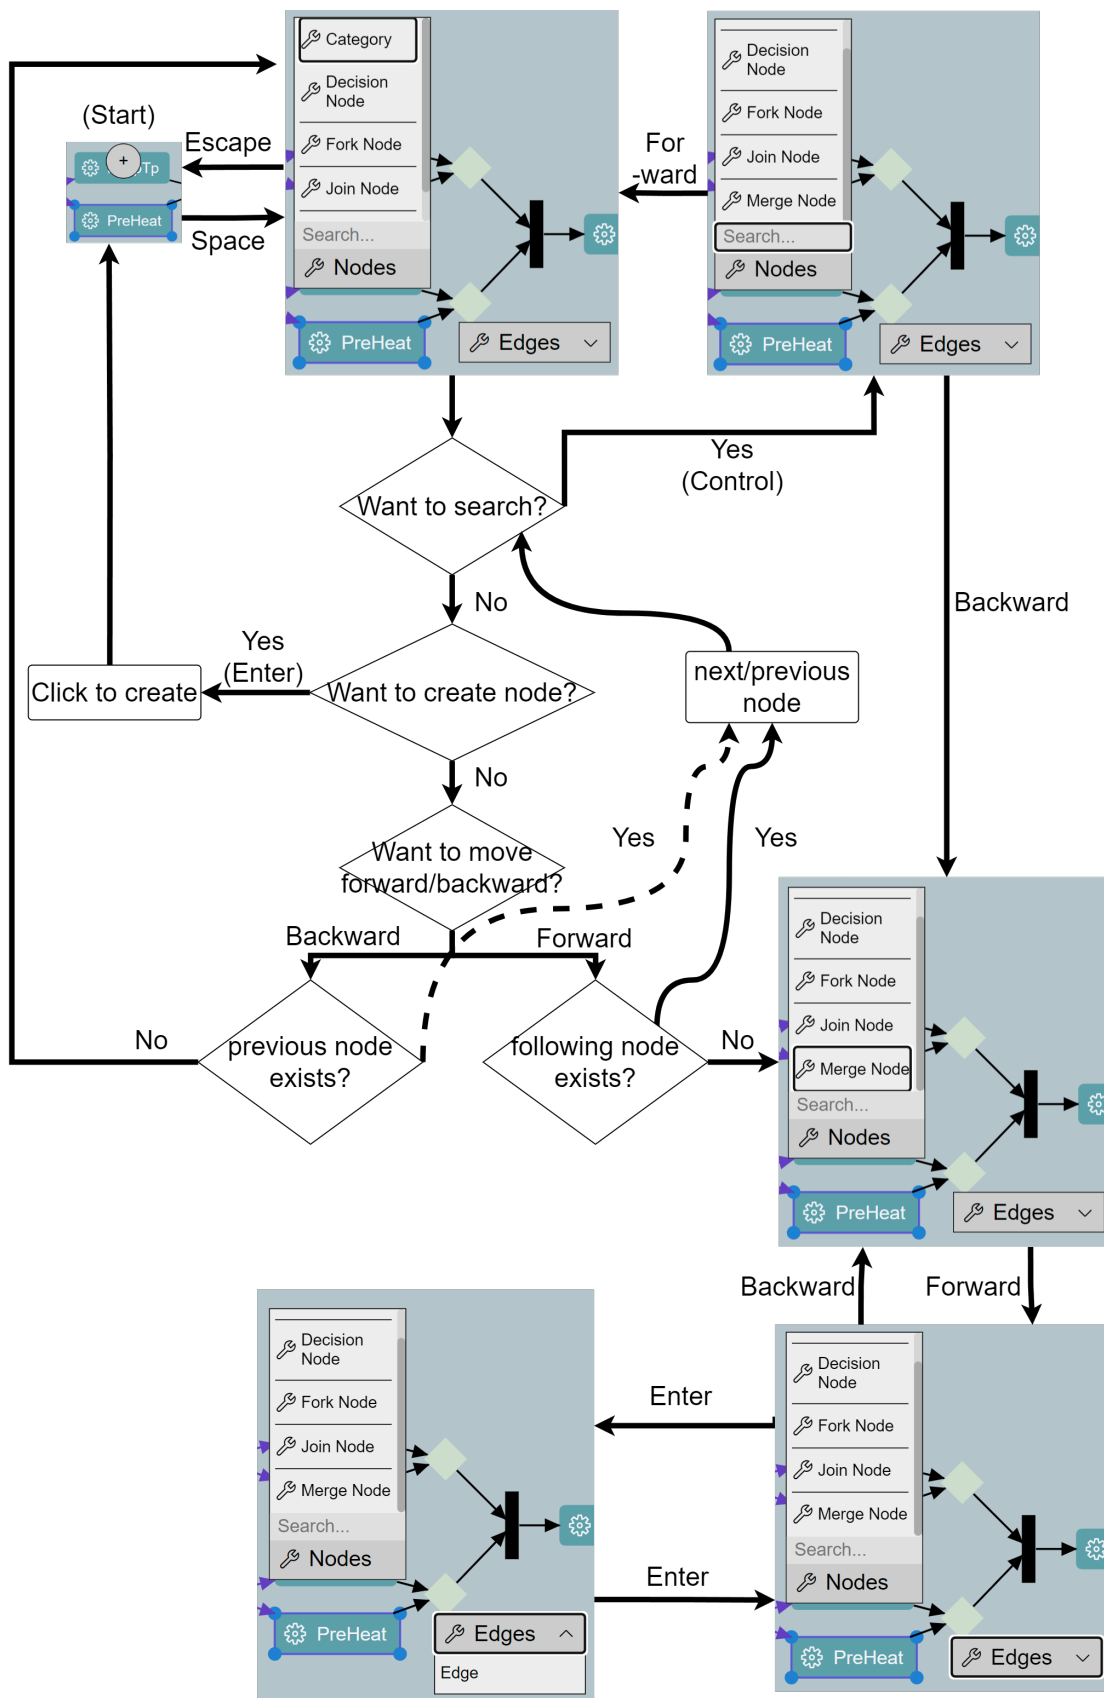 Category
Decision
Node
Fork Node
Join Node
Search...
Nodes
PreHeat
Edges
Decision
Node
Fork Node
Join Node
Merge Node
Search...
Nodes
PreHeat
Edges
(Start)
+
Tp
PreHeat
Escape
Space
For
-ward
Want to search?
Yes
(Control)
No
Backward
Yes
(Enter)
Click to create
Want to create node?
next/previous
node
No
Want to move
forward/backward?
Yes
Yes
Backward
Forward
No
previous node
exists?
following node
exists?
No
Decision
Node
Fork Node
Join Node
Merge Node
Search...
Nodes
PreHeat
Edges
Backward
Forward
Decision
Node
Fork Node
Join Node
Merge Node
Search...
Nodes
PreHeat
Edges
Edge
Enter
Enter
Decision
Node
Fork Node
Join Node
Merge Node
Search...
Nodes
PreHeat
Edges